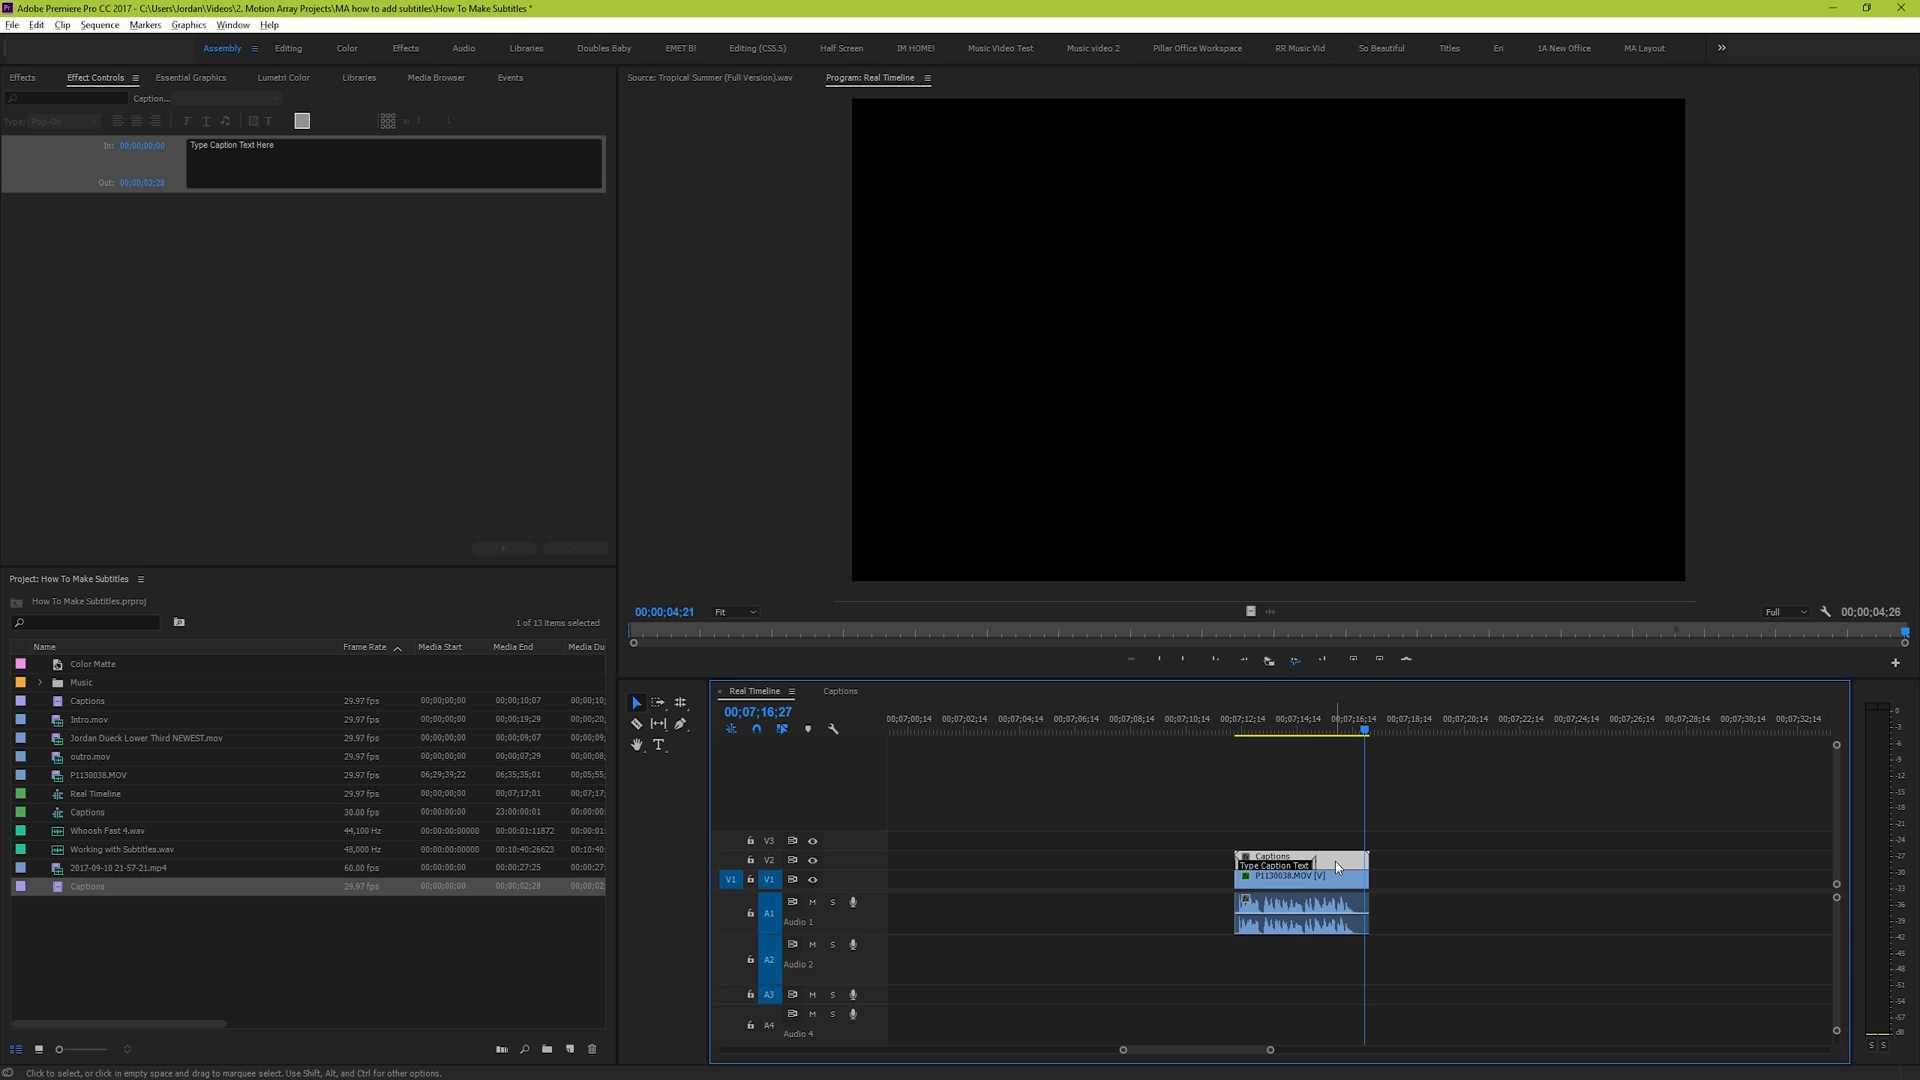 Adobe Premiere Pro CC 2017 - C:\Users\Jordan\Videos\2. Motion Array Projects\MA how to add subtitles\How To Make Subtitles *
File Edit Clip Sequence Markers Graphics Window Help
Assembly Editing Color Effects Audio Libraries Doubles Baby EMET B! Editing (CS5.5) Half Screen IM HOME! Music Video Test Music video 2 Pillar Office Workspace RR Music Vid So Beautiful Titles Eri 1A New Office MA Layout
Effects Effect Controls Essential Graphics Lumetri Color Libraries Media Browser Events
Source: Tropical Summer (Full Version).wav Program: Real Timeline
Caption...
Type: Pop-On
In: 00;00;00;00 Type Caption Text Here
Out: 00;00;02;28
Project: How To Make Subtitles
How To Make Subtitles.prproj
1 of 13 items selected
Name Frame Rate Media Start Media End Media Du
Color Matte
Music
Captions 29.97 fps 00;00;00;00 00;00;10;07 00;00;10;
Intro.mov 29.97 fps 00;00;00;00 00;00;19;29 00;00;20;
Jordan Dueck Lower Third NEWEST.mov 29.97 fps 00;00;00;00 00;00;09;07 00;00;09;
outro.mov 29.97 fps 00;00;00;00 00;00;07;29 00;00;08;
P1130038.MOV 29.97 fps 06;29;39;22 06;35;35;01 00;05;55;
Real Timeline 29.97 fps 00;00;00;00 00;07;17;01 00;07;17;
Captions 30.00 fps 00:00:00:00 23:00:00:01 00:00:00:
Whoosh Fast 4.wav 44,100 Hz 00:00:00:00000 00:00:01:11872 00:00:01:
Working with Subtitles.wav 48,000 Hz 00:00:00:00000 00:10:40:26623 00:10:40:
2017-09-10 21-57-21.mp4 60.00 fps 00:00:00:00 00:00:27:25 00:00:27:
Captions 29.97 fps 00;00;00;00 00;00;02;28 00;00;02;
00;00;04;21 Fit Full 00;00;04;26
Real Timeline Captions
00;07;16;27
00;07;00;14 00;07;02;14 00;07;04;14 00;07;06;14 00;07;08;14 00;07;10;14 00;07;12;14 00;07;14;14 00;07;16;14 00;07;18;14 00;07;20;14 00;07;22;14 00;07;24;14 00;07;26;14 00;07;28;14 00;07;30;14 00;07;32;14
V3
V2 Captions
Type Caption Text
V1 V1 P1130038.MOV [V]
A1 M S
Audio 1
A2 M S
Audio 2
A3 M S
A4 M S
Audio 4
0
-3
-6
-9
-12
-15
-18
-21
-24
-27
-30
-33
-36
-39
-42
-45
-48
-51
-54
-57
dB
S S
Click to select, or click in empty space and drag to marquee select. Use Shift, Alt, and Ctrl for other options.